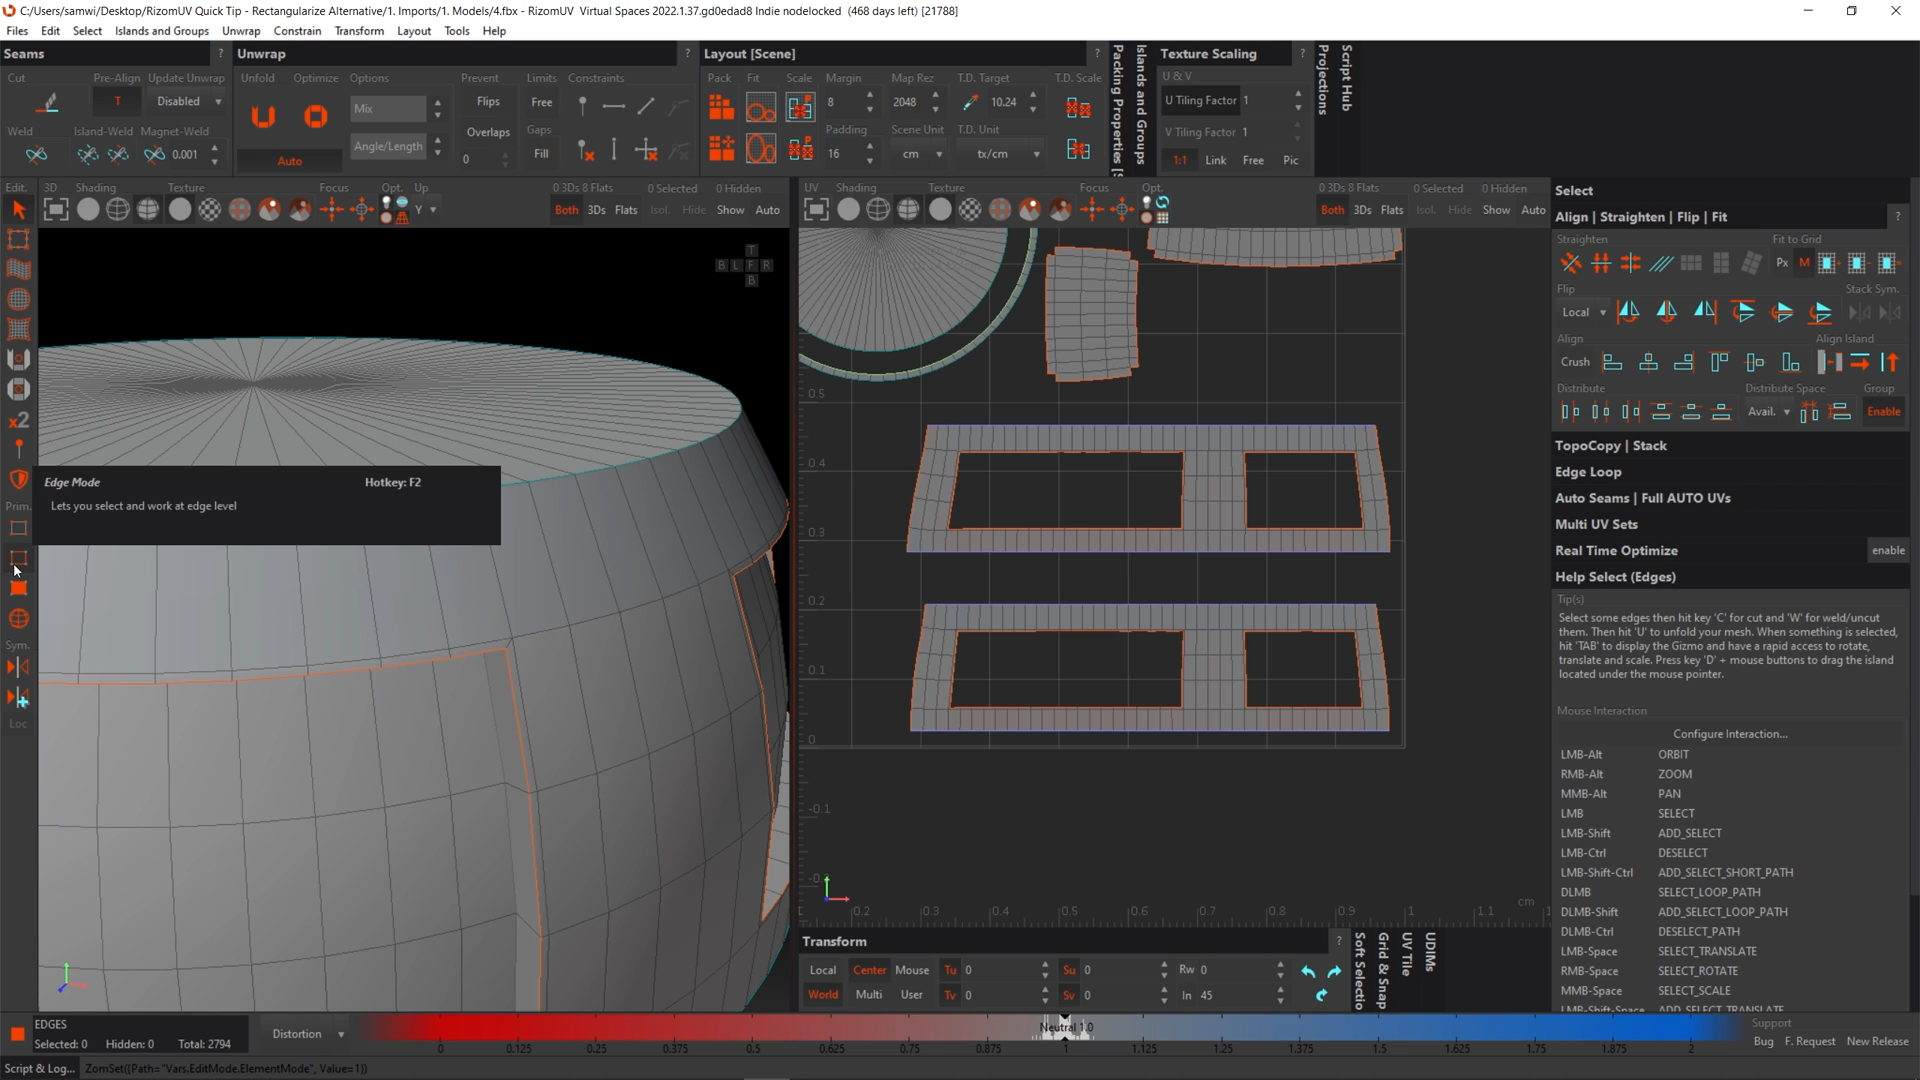 C:/Users/samwi/Desktop/RizomUV Quick Tip - Rectangularize Alternative/1. Imports/1. Models/4.fbx - RizomUV  Virtual Spaces 2022.1.37.gd0edad8 Indie nodelocked  (468 days left) [21788]
Files Edit Select Islands and Groups Unwrap Constrain Transform Layout Tools Help
Seams ? Unwrap ? Layout [Scene] ? Texture Scaling ?
Cut Pre-Align Update Unwrap Unfold Optimize Options Prevent Limits Constraints Pack Fit Scale Margin Map Rez T.D. Target T.D. Scale U & V
T Disabled Mix Flips Free 8 2048 10.24 U Tiling Factor 1
Weld Island-Weld Magnet-Weld Overlaps Gaps Padding Scene Unit T.D. Unit V Tiling Factor 1
0.001 Auto Angle/Length 0 Fill 16 cm tx/cm 1:1 Link Free Pic
Packing Properties [S
Islands and Groups
Projections
Script Hub
Edit. 3D Shading Texture Focus Opt. Up 0 3Ds 8 Flats 0 Selected 0 Hidden
Y Both 3Ds Flats Isol. Hide Show Auto
UV Shading Texture Focus Opt. 0 3Ds 8 Flats 0 Selected 0 Hidden
Both 3Ds Flats Isol. Hide Show Auto
x2
Prim.
Sym.
Loc
T
B L F R
B
Edge Mode Hotkey: F2
Lets you select and work at edge level
0.5
0.4
0.3
0.2
0.1
0
-0.1
0.2 0.3 0.4 0.5 0.6 0.7 0.8 0.9 1 1.1 cm
Select
Align | Straighten | Flip | Fit ?
Straighten Fit to Grid
Px M
Flip Stack Sym.
Local
Align Align Island
Crush
Distribute Distribute Space Group
Avail. Enable
TopoCopy | Stack
Edge Loop
Auto Seams | Full AUTO UVs
Multi UV Sets
Real Time Optimize enable
Help Select (Edges)
Tip(s)
Select some edges then hit key 'C' for cut and 'W' for weld/uncut
them. Then hit 'U' to unfold your mesh. When something is selected,
hit 'TAB' to display the Gizmo and have a rapid access to rotate,
translate and scale. Press key 'D' + mouse buttons to drag the island
located under the mouse pointer.
Mouse Interaction
Configure Interaction...
LMB-Alt ORBIT
RMB-Alt ZOOM
MMB-Alt PAN
LMB SELECT
LMB-Shift ADD_SELECT
LMB-Ctrl DESELECT
LMB-Shift-Ctrl ADD_SELECT_SHORT_PATH
DLMB SELECT_LOOP_PATH
DLMB-Shift ADD_SELECT_LOOP_PATH
DLMB-Ctrl DESELECT_PATH
LMB-Space SELECT_TRANSLATE
RMB-Space SELECT_ROTATE
MMB-Space SELECT_SCALE
LMB-Shift-Space ADD_SELECT_TRANSLATE
Transform ?
Local Center Mouse Tu 0 Su 0 Rw 0
World Multi User Tv 0 Sv 0 In 45
Soft Selectio
Grid & Snap
UV Tile
UDIMs
EDGES
Selected: 0 Hidden: 0 Total: 2794
Distortion
Neutral 1.0
0 0.125 0.25 0.375 0.5 0.625 0.75 0.875 1 1.125 1.25 1.375 1.5 1.625 1.75 1.875 2
Support
Bug F. Request New Release
Script & Log... ZomSet({Path="Vars.EditMode.ElementMode", Value=1})